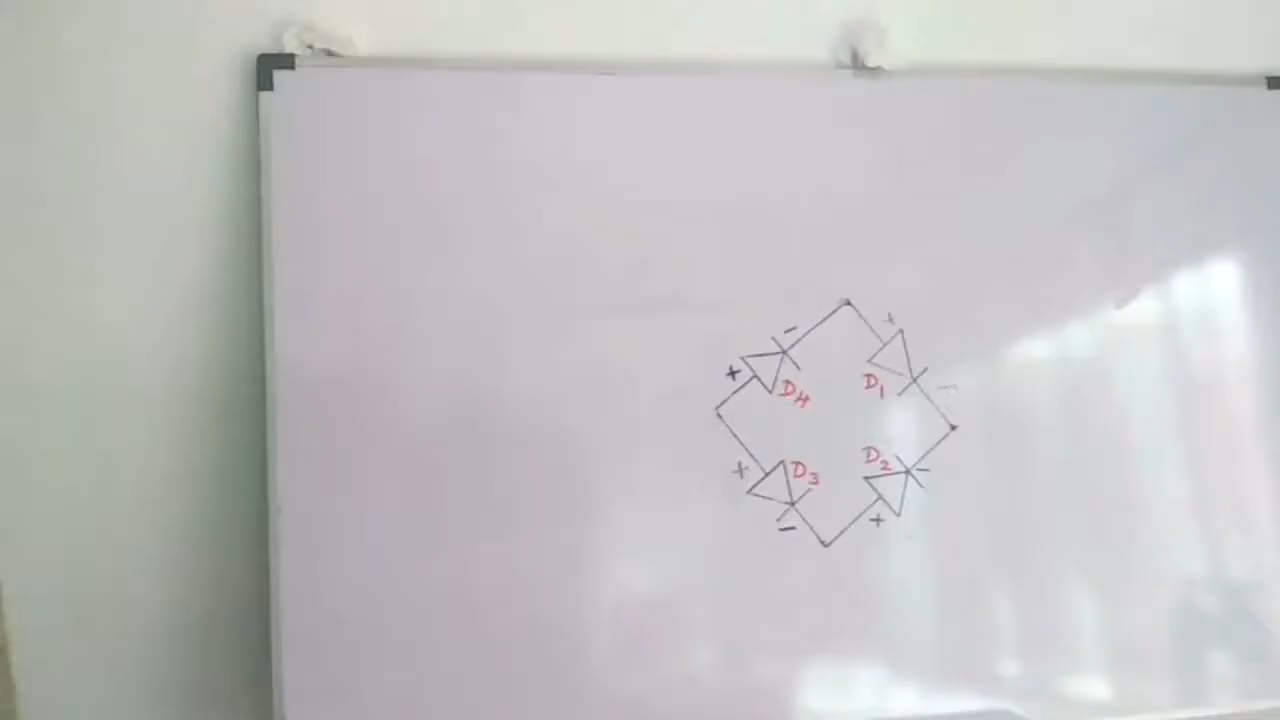 - +
+ D4 D1 -
+ D3 D2 -
- +